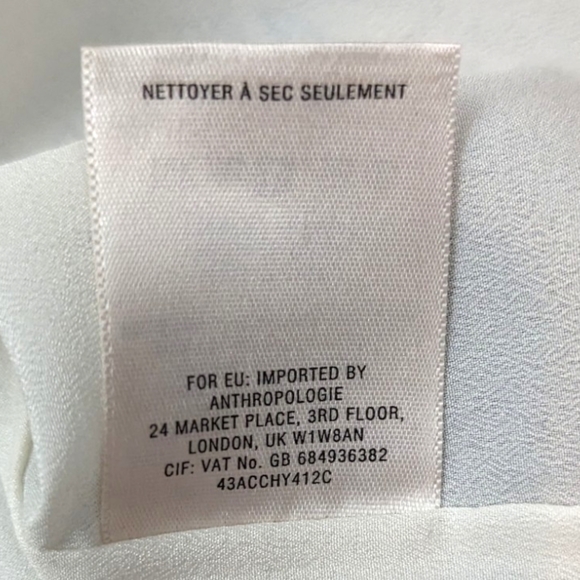 NETTOYER À SEC SEULEMENT
FOR EU: IMPORTED BY
ANTHROPOLOGIE
24 MARKET PLACE, 3RD FLOOR,
LONDON, UK W1W8AN
CIF: VAT No. GB 684936382
43ACCHY412C